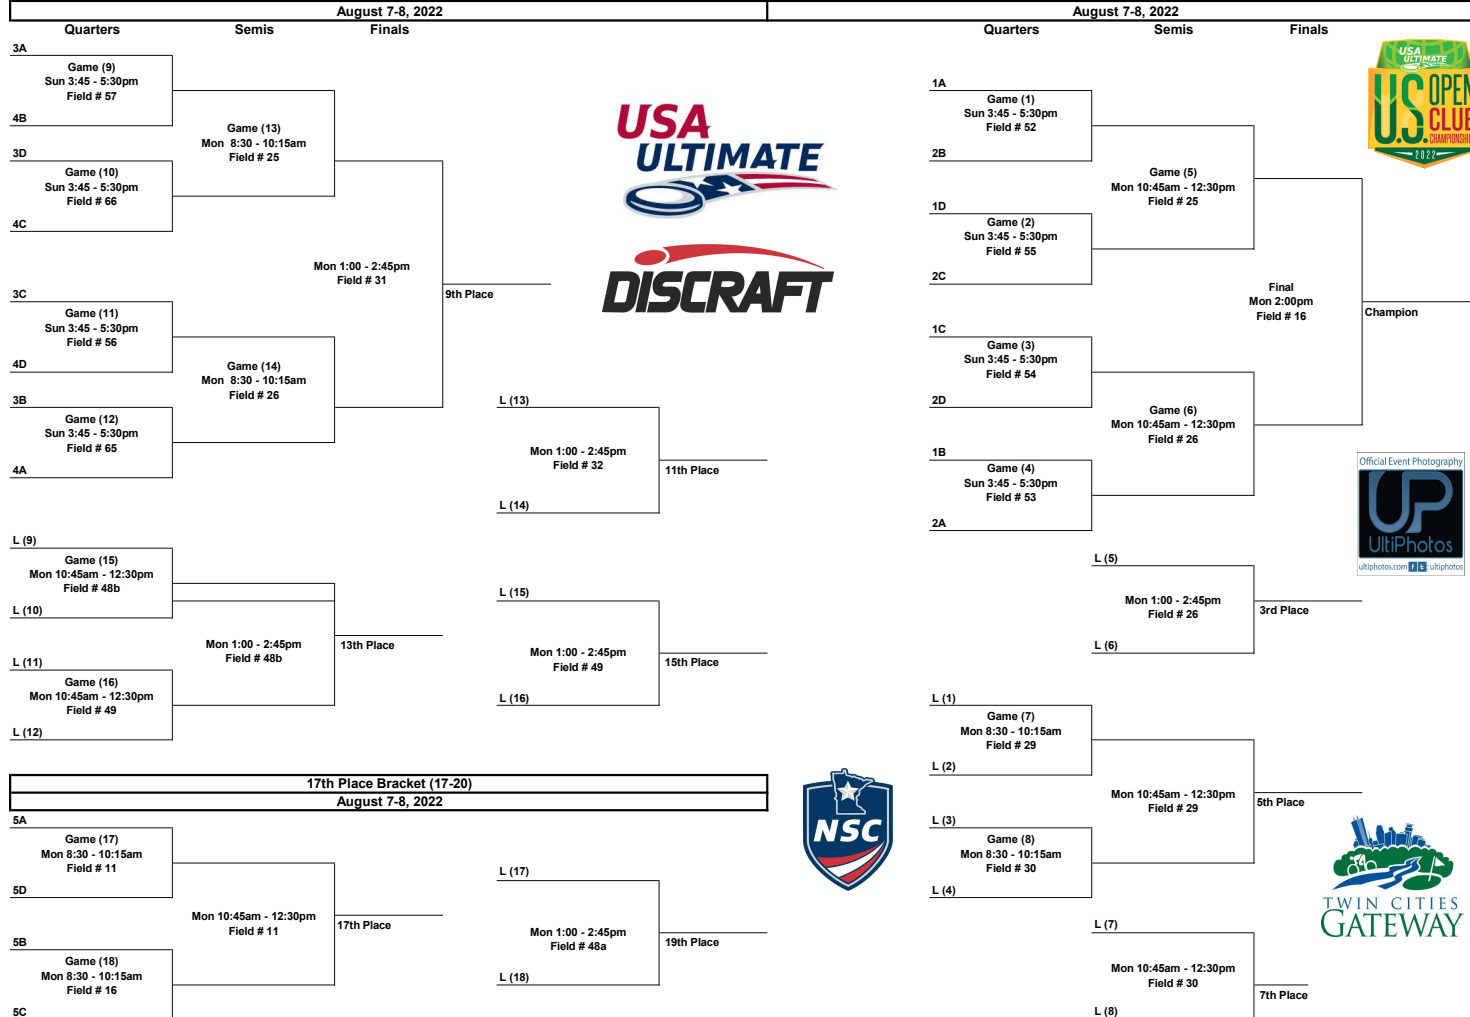 August 7-8, 2022
Quarters
Semis
Finals
3A
Game (9)
Sun 3:45 - 5:30pm
Field # 57
4B
Game (13)
Mon 8:30 - 10:15am
Field # 25
3D
Game (10)
Sun 3:45 - 5:30pm
Field # 66
4C
Mon 1:00 - 2:45pm
Field # 31
9th Place
3C
Game (11)
Sun 3:45 - 5:30pm
Field # 56
4D
Game (14)
Mon 8:30 - 10:15am
Field # 26
3B
Game (12)
Sun 3:45 - 5:30pm
Field # 65
4A
L (13)
Mon 1:00 - 2:45pm
Field # 32
11th Place
L (14)
L (9)
Game (15)
Mon 10:45am - 12:30pm
Field # 48b
L (10)
Mon 1:00 - 2:45pm
Field # 48b
13th Place
L (11)
Game (16)
Mon 10:45am - 12:30pm
Field # 49
L (12)
L (15)
Mon 1:00 - 2:45pm
Field # 49
15th Place
L (16)
17th Place Bracket (17-20)
August 7-8, 2022
5A
Game (17)
Mon 8:30 - 10:15am
Field # 11
5D
Mon 10:45am - 12:30pm
Field # 11
17th Place
5B
Game (18)
Mon 8:30 - 10:15am
Field # 16
5C
L (17)
Mon 1:00 - 2:45pm
Field # 48a
19th Place
L (18)
USA
ULTIMATE
DISCRAFT
NSC
August 7-8, 2022
Quarters
Semis
Finals
1A
Game (1)
Sun 3:45 - 5:30pm
Field # 52
2B
Game (5)
Mon 10:45am - 12:30pm
Field # 25
1D
Game (2)
Sun 3:45 - 5:30pm
Field # 55
2C
Final
Mon 2:00pm
Field # 16
Champion
1C
Game (3)
Sun 3:45 - 5:30pm
Field # 54
2D
Game (6)
Mon 10:45am - 12:30pm
Field # 26
1B
Game (4)
Sun 3:45 - 5:30pm
Field # 53
2A
L (5)
Mon 1:00 - 2:45pm
Field # 26
3rd Place
L (6)
L (1)
Game (7)
Mon 8:30 - 10:15am
Field # 29
L (2)
Mon 10:45am - 12:30pm
Field # 29
5th Place
L (3)
Game (8)
Mon 8:30 - 10:15am
Field # 30
L (4)
L (7)
Mon 10:45am - 12:30pm
Field # 30
7th Place
L (8)
USA
ULTIMATE
U.S. OPEN
CLUB
CHAMPIONSHIPS
2022
Official Event Photography
UP
UltiPhotos
ultiphotos.com f t : ultiphotos
TWIN CITIES
GATEWAY